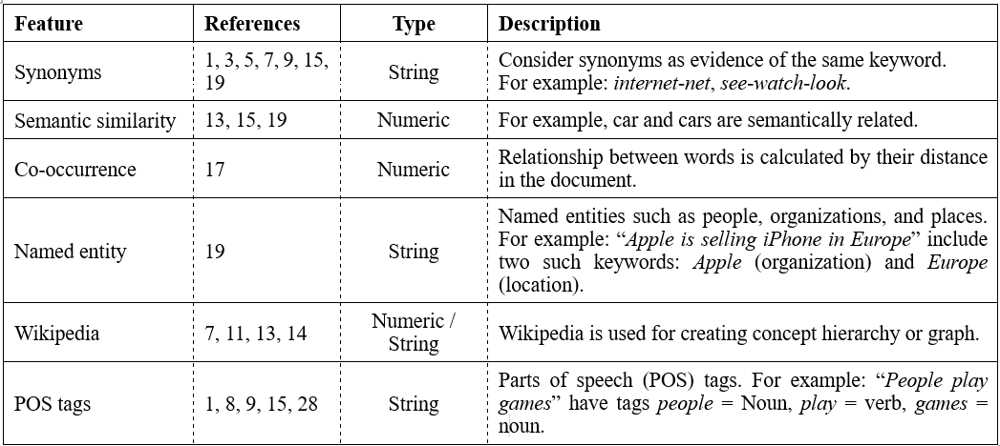 Feature References Type Description
Synonyms 1, 3, 5, 7, 9, 15, 19 String Consider synonyms as evidence of the same keyword.
For example: internet-net, see-watch-look.
Semantic similarity 13, 15, 19 Numeric For example, car and cars are semantically related.
Co-occurrence 17 Numeric Relationship between words is calculated by their distance
in the document.
Named entity 19 String Named entities such as people, organizations, and places.
For example: “Apple is selling iPhone in Europe” include
two such keywords: Apple (organization) and Europe
(location).
Wikipedia 7, 11, 13, 14 Numeric / String Wikipedia is used for creating concept hierarchy or graph.
POS tags 1, 8, 9, 15, 28 String Parts of speech (POS) tags. For example: “People play
games” have tags people = Noun, play = verb, games =
noun.